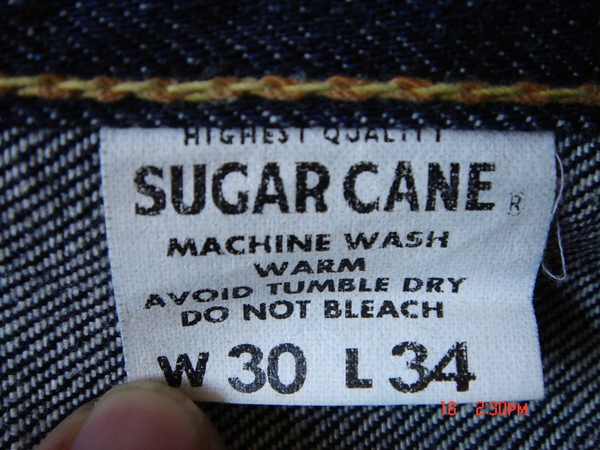 HIGHEST QUALITY
SUGAR CANE ®
MACHINE WASH
WARM
AVOID TUMBLE DRY
DO NOT BLEACH
W 30 L 34
18 2:30PM